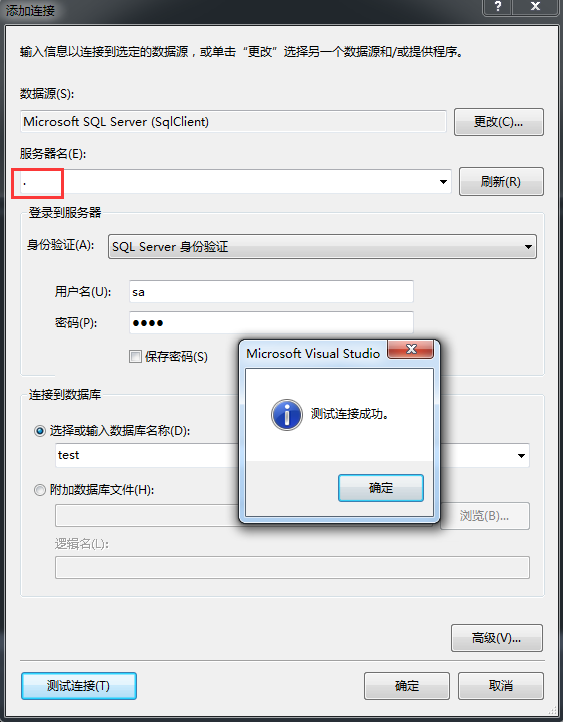 添加连接
输入信息以连接到选定的数据源，或单击“更改”选择另一个数据源和/或提供程序。
数据源(S):
Microsoft SQL Server (SqlClient)
更改(C)...
服务器名(E):
.
刷新(R)
登录到服务器
身份验证(A):
SQL Server 身份验证
用户名(U):
sa
密码(P):
●●●●
保存密码(S)
Microsoft Visual Studio
测试连接成功。
确定
连接到数据库
选择或输入数据库名称(D):
test
附加数据库文件(H):
浏览(B)...
逻辑名(L):
高级(V)...
测试连接(T)
确定
取消